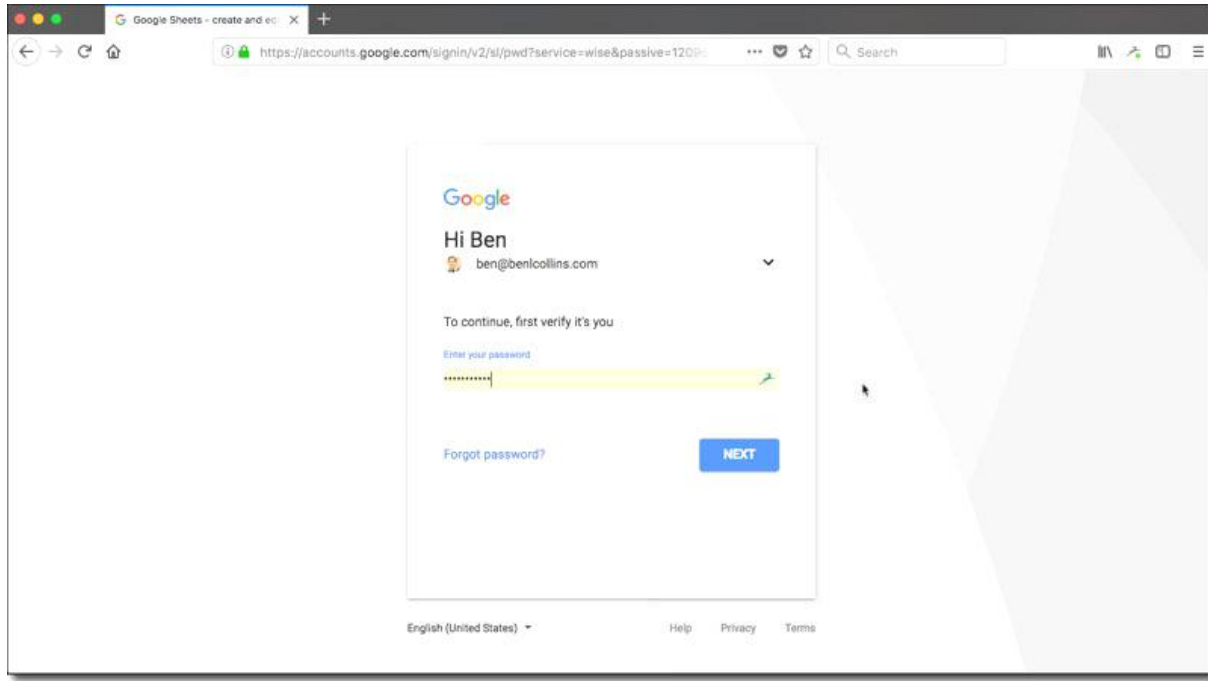 Google Sheets - create and ed
https://accounts.google.com/signin/v2/sl/pwd?service=wise&passive=1209
Search
Google
Hi Ben
ben@benlcollins.com
To continue, first verify it's you
Enter your password
•••••••••••
Forgot password?
NEXT
English (United States)
Help Privacy Terms